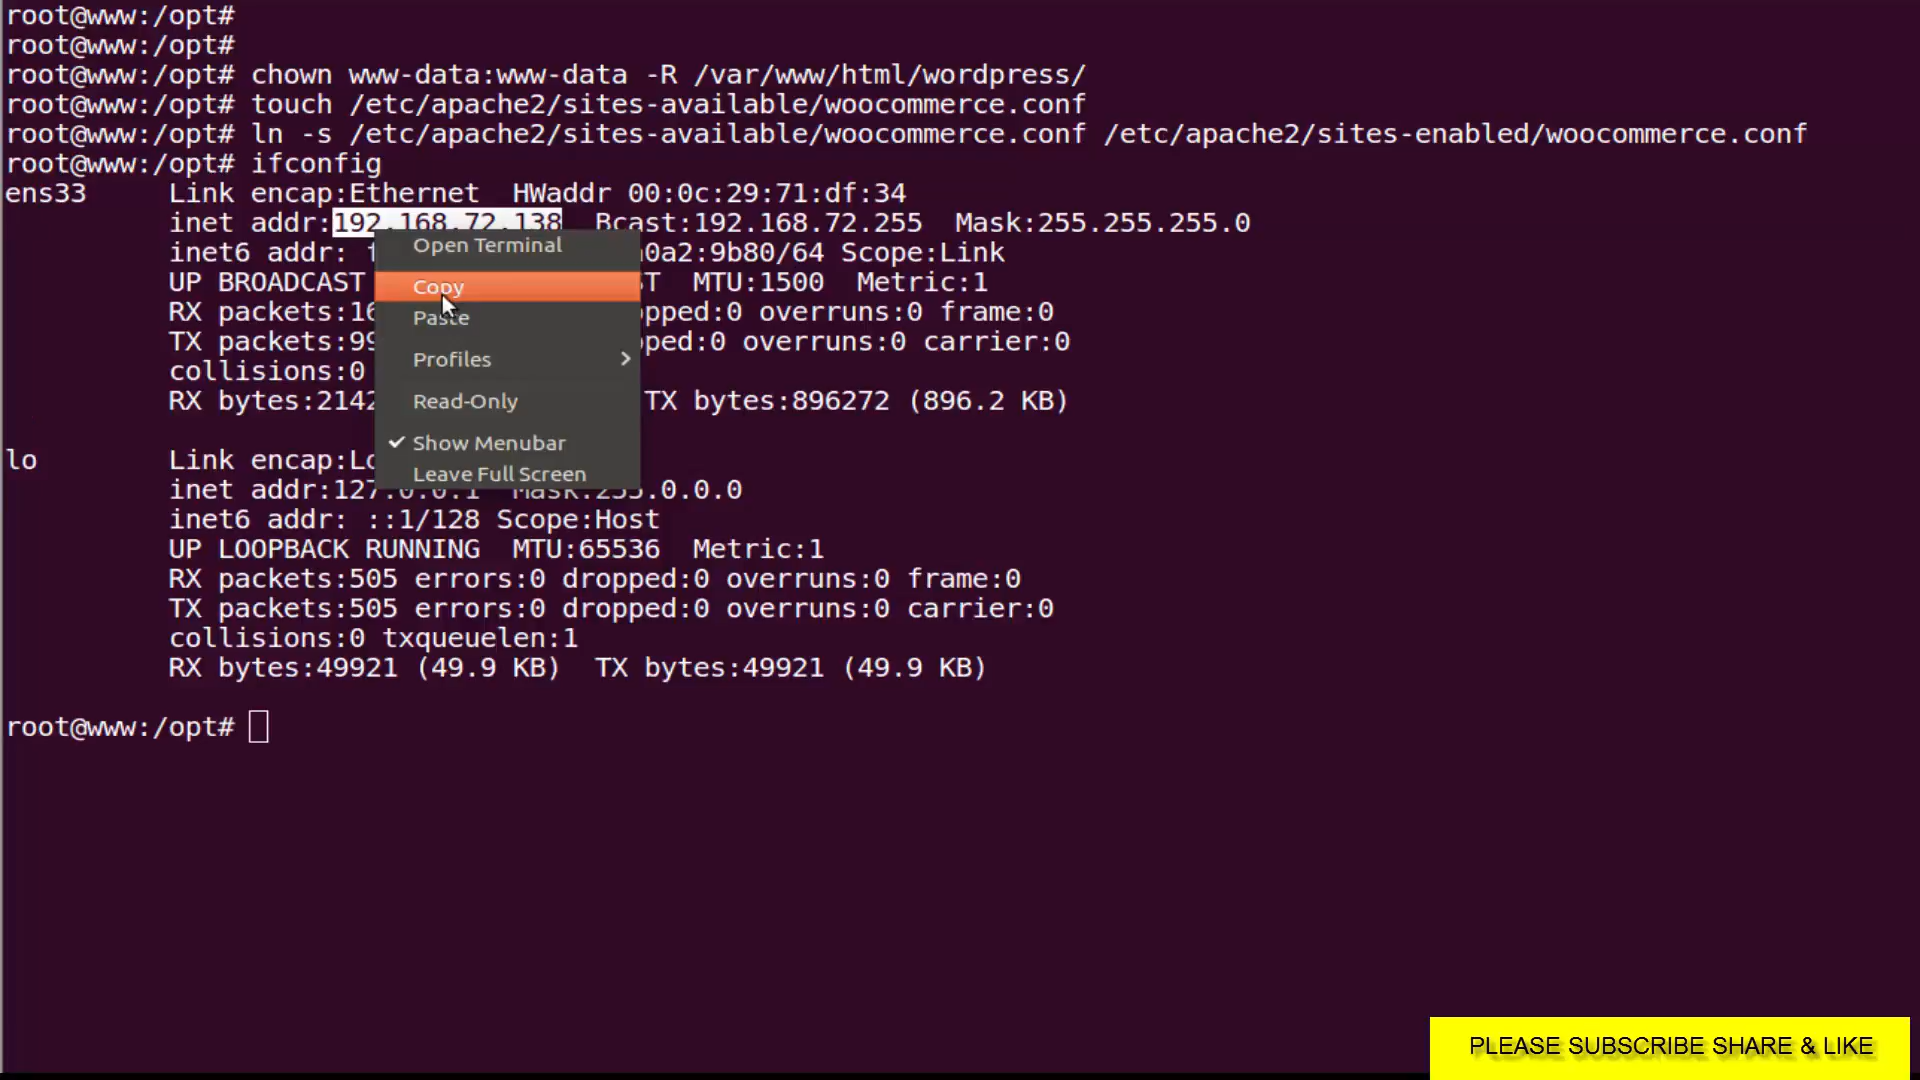 root@www:/opt#
root@www:/opt#
root@www:/opt# chown www-data:www-data -R /var/www/html/wordpress/
root@www:/opt# touch /etc/apache2/sites-available/woocommerce.conf
root@www:/opt# ln -s /etc/apache2/sites-available/woocommerce.conf /etc/apache2/sites-enabled/woocommerce.conf
root@www:/opt# ifconfig
ens33 Link encap:Ethernet HWaddr 00:0c:29:71:df:34
inet addr:192.168.72.138 Bcast:192.168.72.255 Mask:255.255.255.0
inet6 addr: 0a2:9b80/64 Scope:Link
UP BROADCAST MTU:1500 Metric:1
RX packets:16 pped:0 overruns:0 frame:0
TX packets:99 pped:0 overruns:0 carrier:0
collisions:0
RX bytes:2142 TX bytes:896272 (896.2 KB)
Open Terminal
Copy
Paste
Profiles
Read-Only
Show Menubar
Leave Full Screen
lo Link encap:Lo
inet addr:127.0.0.1 Mask:255.0.0.0
inet6 addr: ::1/128 Scope:Host
UP LOOPBACK RUNNING MTU:65536 Metric:1
RX packets:505 errors:0 dropped:0 overruns:0 frame:0
TX packets:505 errors:0 dropped:0 overruns:0 carrier:0
collisions:0 txqueuelen:1
RX bytes:49921 (49.9 KB) TX bytes:49921 (49.9 KB)
root@www:/opt#
PLEASE SUBSCRIBE SHARE & LIKE